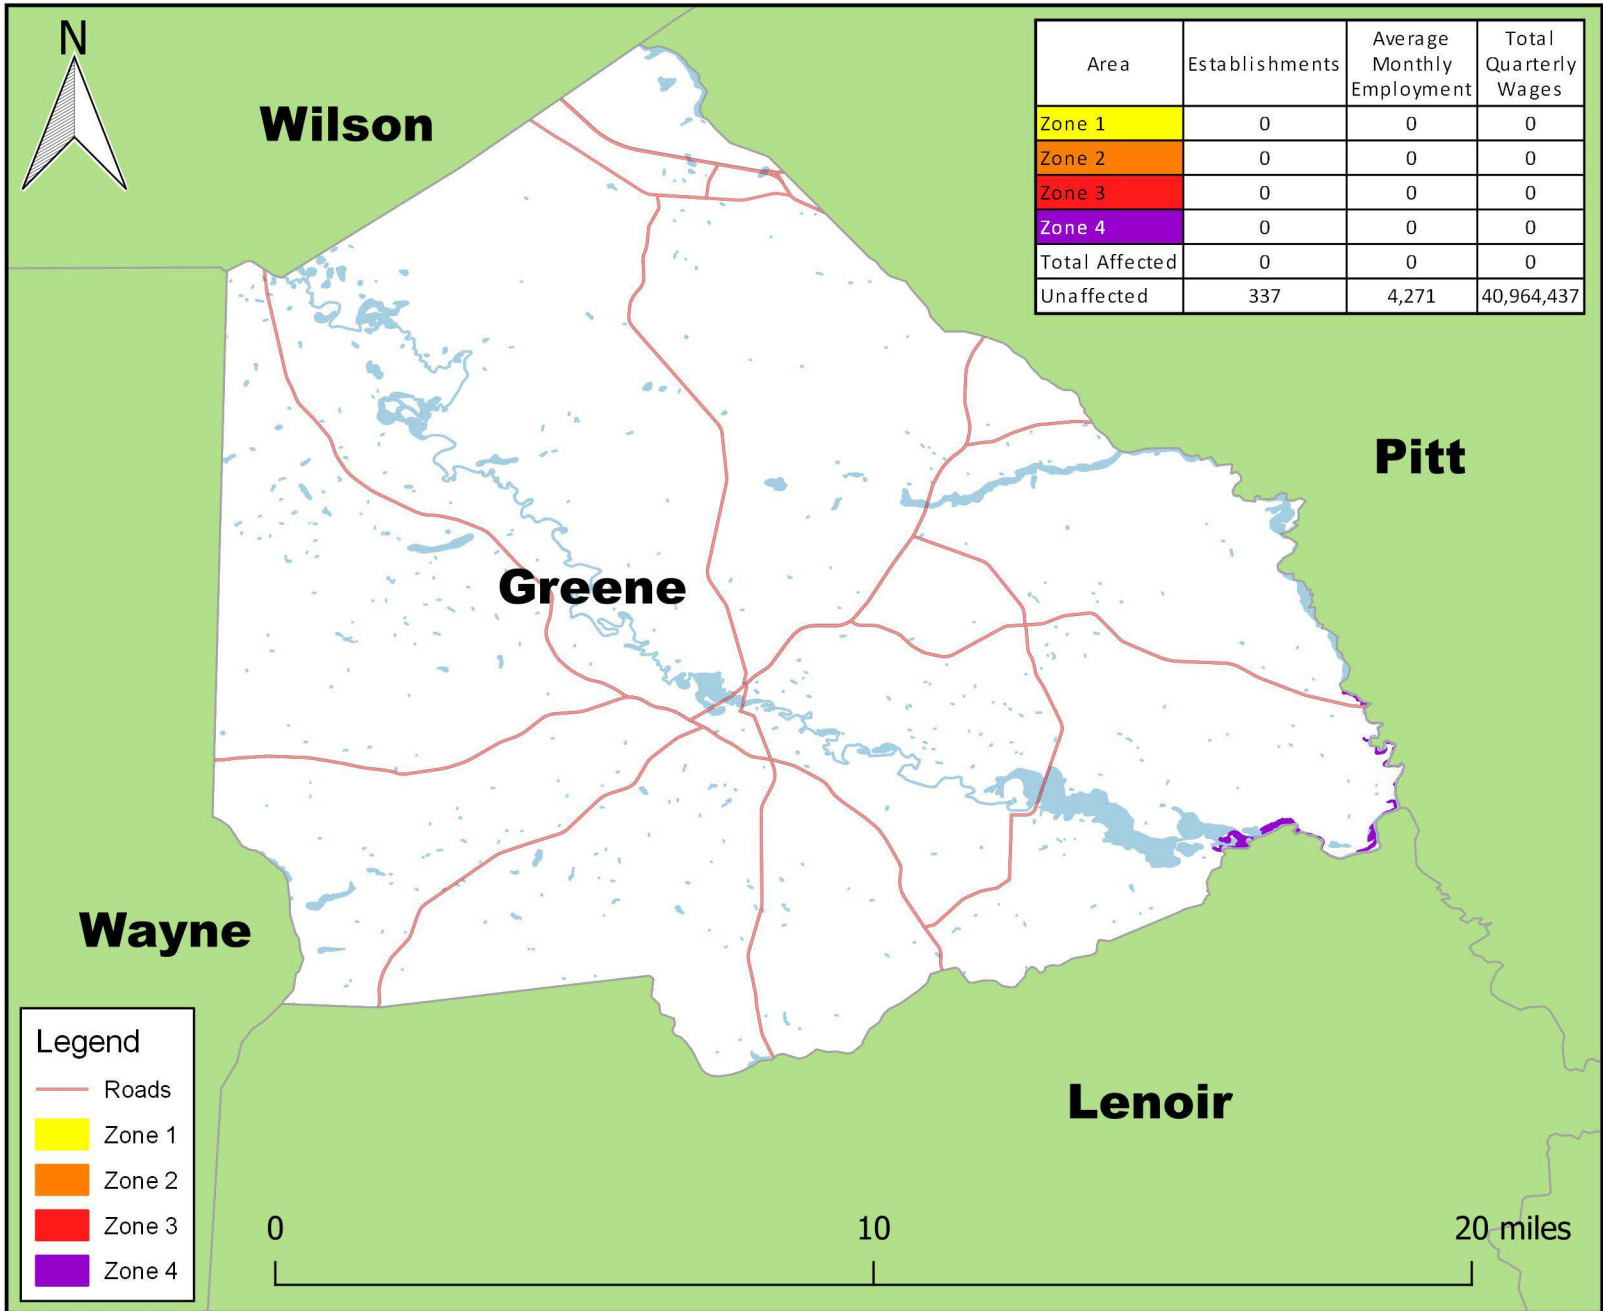 N
Wilson
Area Establishments Average Monthly Employment Total Quarterly Wages
Zone 1 0 0 0
Zone 2 0 0 0
Zone 3 0 0 0
Zone 4 0 0 0
Total Affected 0 0 0
Unaffected 337 4,271 40,964,437
Pitt
Greene
Wayne
Lenoir
Legend
Roads
Zone 1
Zone 2
Zone 3
Zone 4
0 10 20 miles